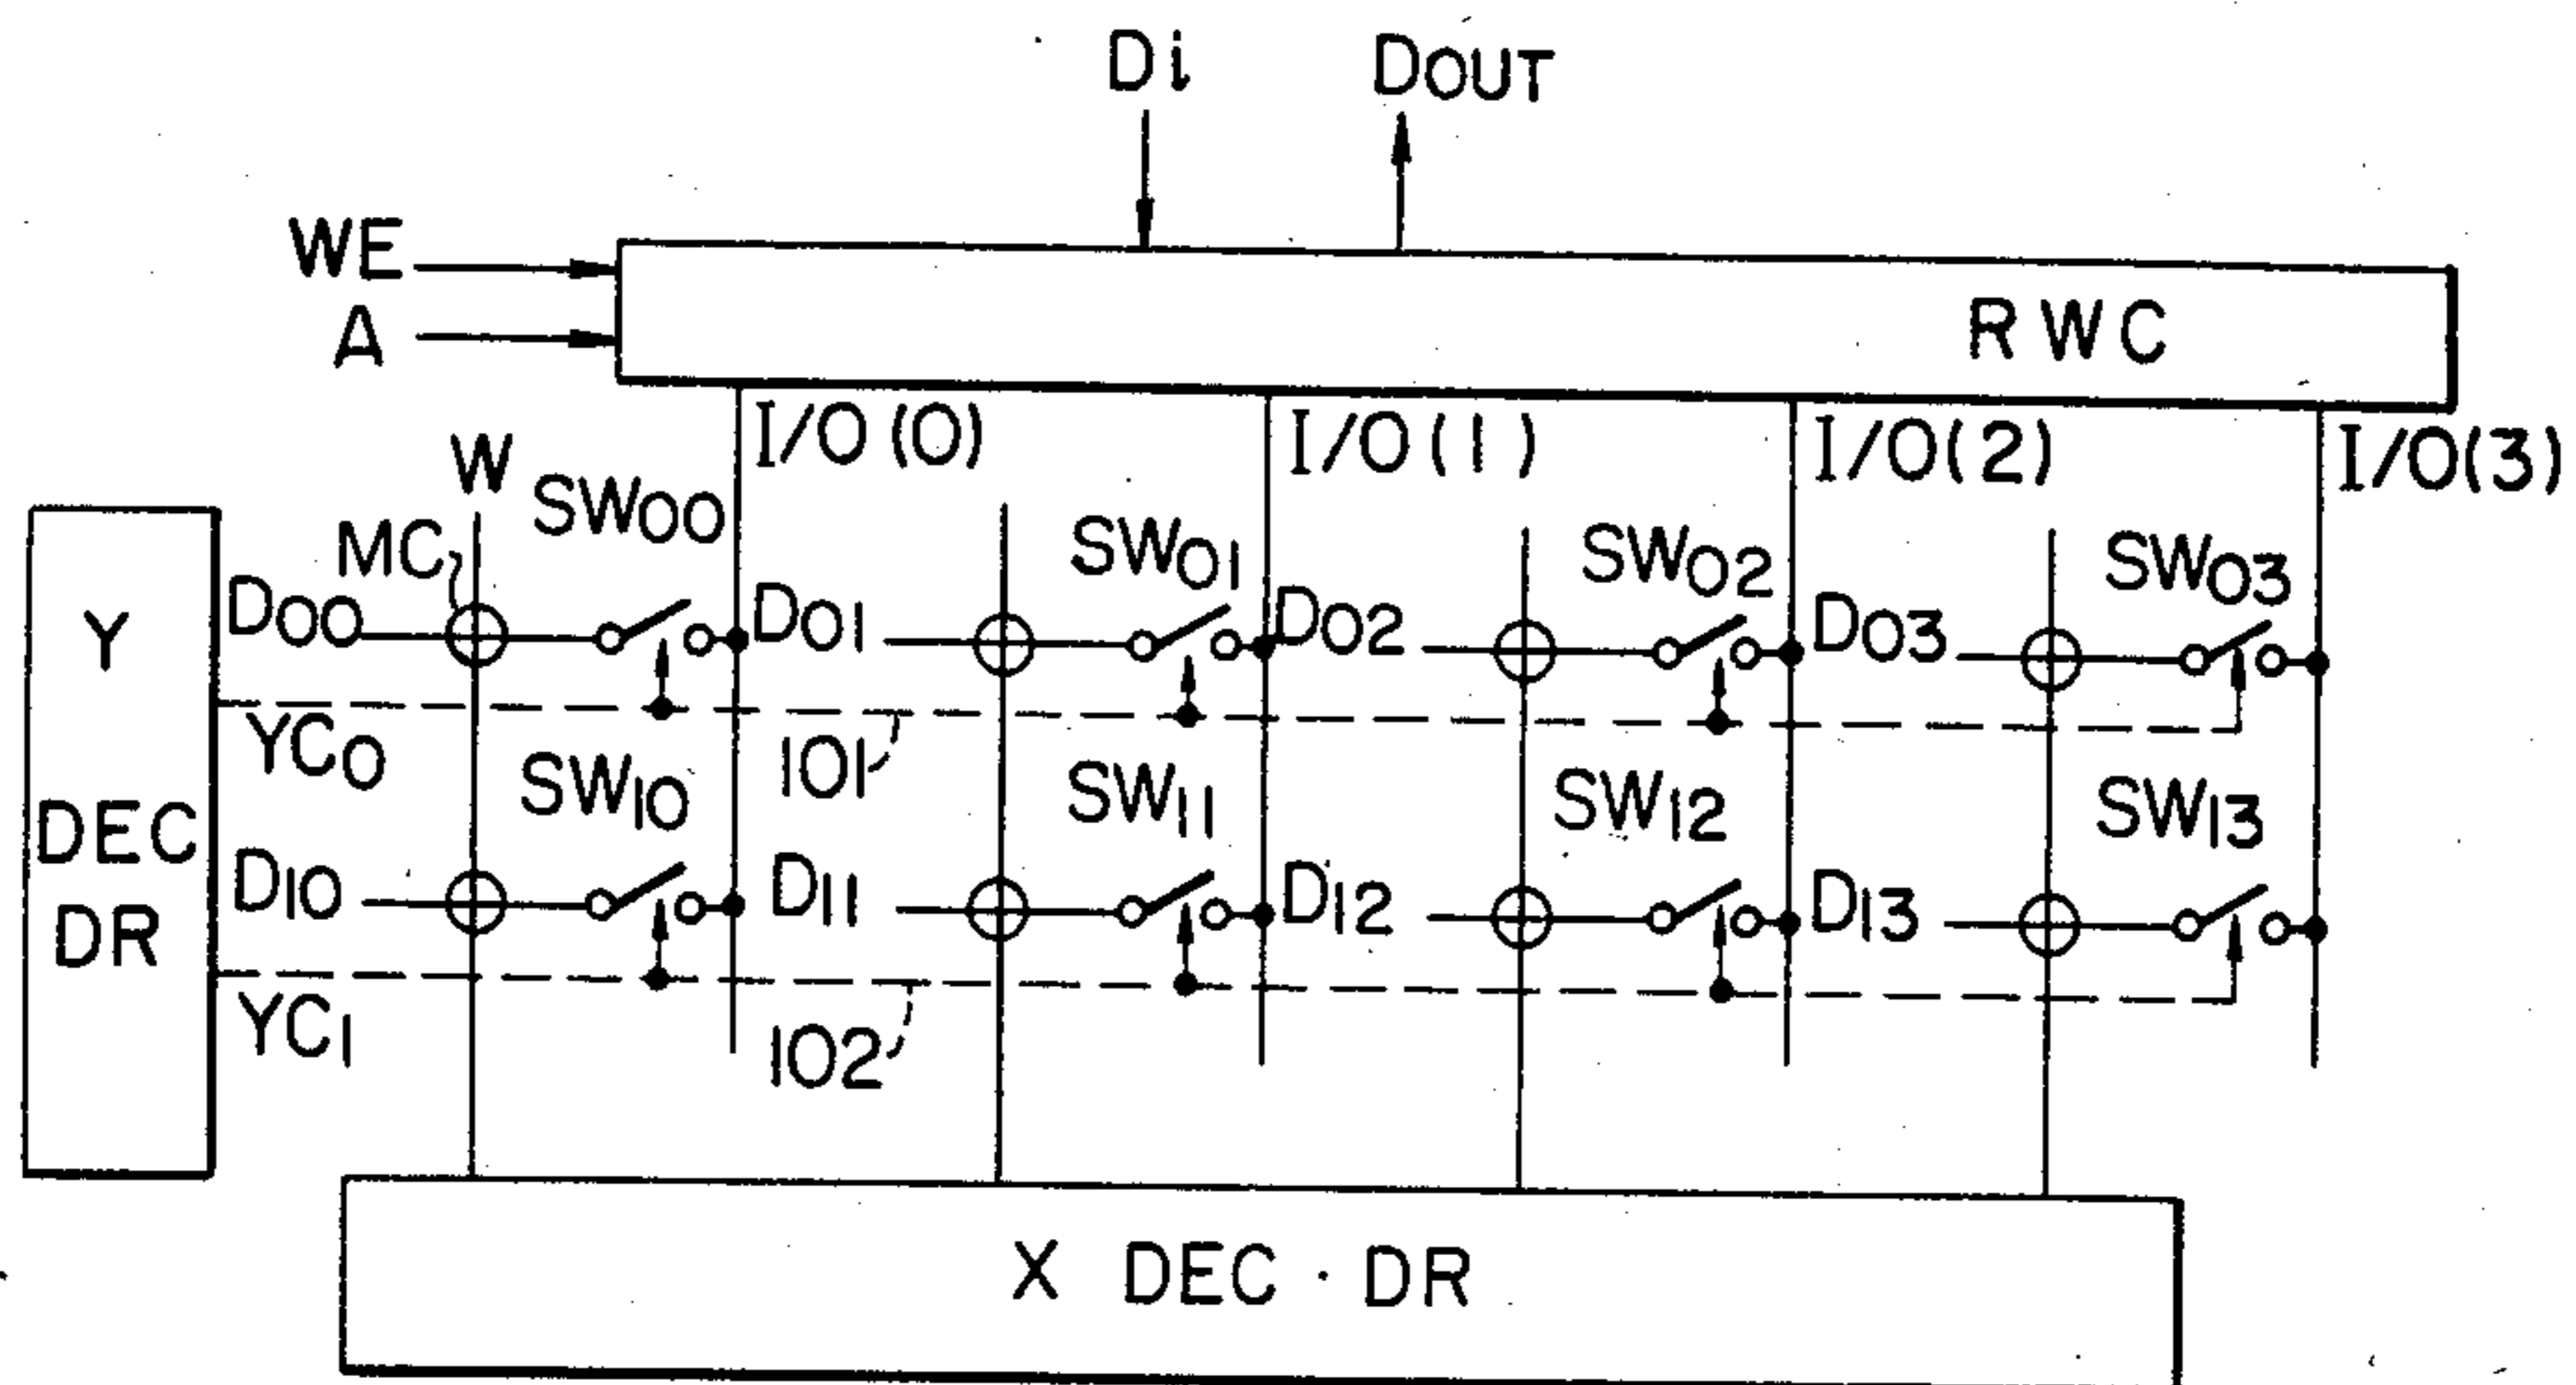 Di DOUT
WE
A
RWC
I/O(0) I/O(1) I/O(2) I/O(3)
W
MC
SW00 SW01 SW02 SW03
Y
DEC
DR
D00 D01 D02 D03
YC0
101
SW10 SW11 SW12 SW13
D10 D11 D12 D13
YC1
102
X DEC · DR